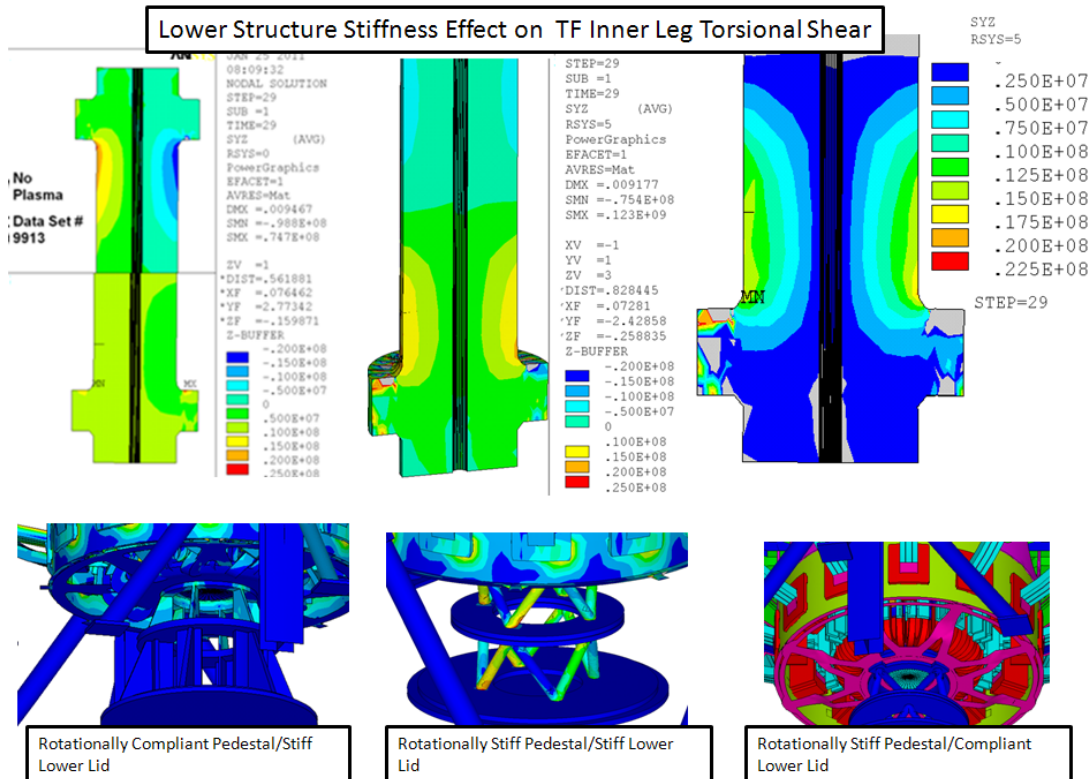 Lower Structure Stiffness Effect on TF Inner Leg Torsional Shear
AN
JAN 25 2011
08:09:32
NODAL SOLUTION
STEP=29
SUB =1
TIME=29
SYZ (AVG)
RSYS=0
PowerGraphics
EFACET=1
AVRES=Mat
DMX =.009467
SMN =-.988E+08
SMX =.747E+08
ZV =1
*DIST=.561881
*XF =.076462
*YF =2.77342
*ZF =-.159871
Z-BUFFER
-.200E+08
-.150E+08
-.100E+08
-.500E+07
0
.500E+07
.100E+08
.150E+08
.200E+08
.250E+08
No
Plasma
Data Set #
9913
MN
MX
STEP=29
SUB =1
TIME=29
SYZ (AVG)
RSYS=5
PowerGraphics
EFACET=1
AVRES=Mat
DMX =.009177
SMN =-.754E+08
SMX =.123E+09
XV =-1
YV =1
ZV =3
DIST=.828445
XF =.07281
YF =-2.42858
ZF =-.258835
Z-BUFFER
-.200E+08
-.150E+08
-.100E+08
-.500E+07
0
.100E+08
.150E+08
.200E+08
.250E+08
SYZ
RSYS=5
.250E+07
.500E+07
.750E+07
.100E+08
.125E+08
.150E+08
.175E+08
.200E+08
.225E+08
STEP=29
MN
Rotationally Compliant Pedestal/Stiff
Lower Lid
Rotationally Stiff Pedestal/Stiff Lower
Lid
Rotationally Stiff Pedestal/Compliant
Lower Lid